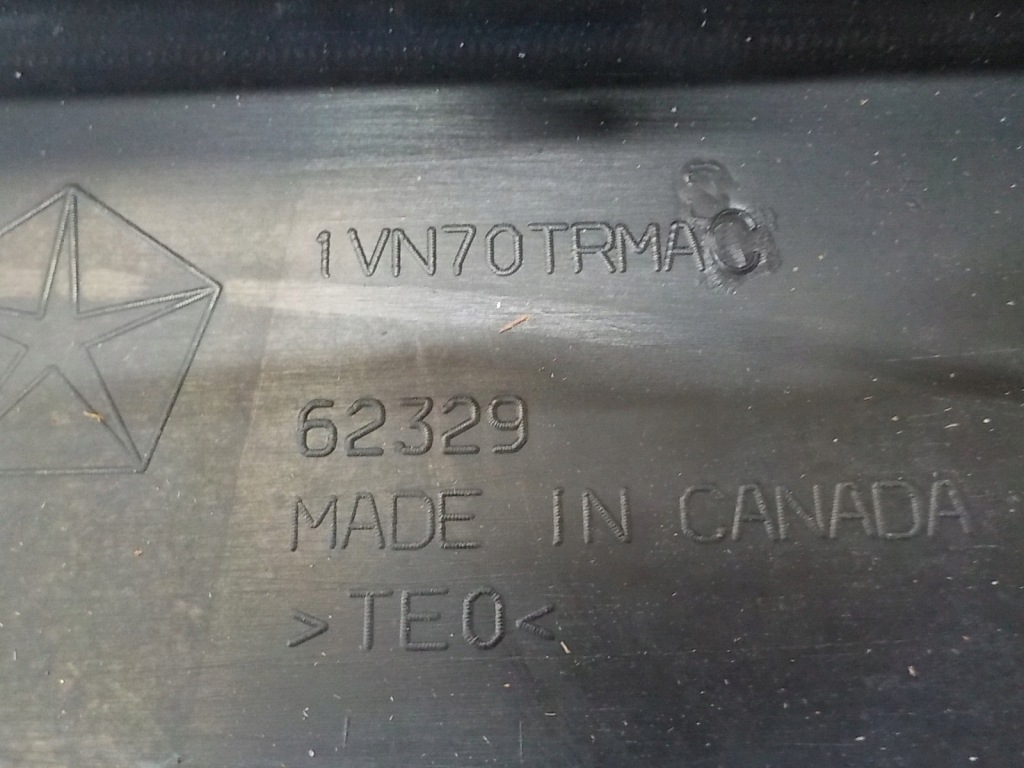 1VN70TRMAC
62329
MADE IN CANADA
>TEO<